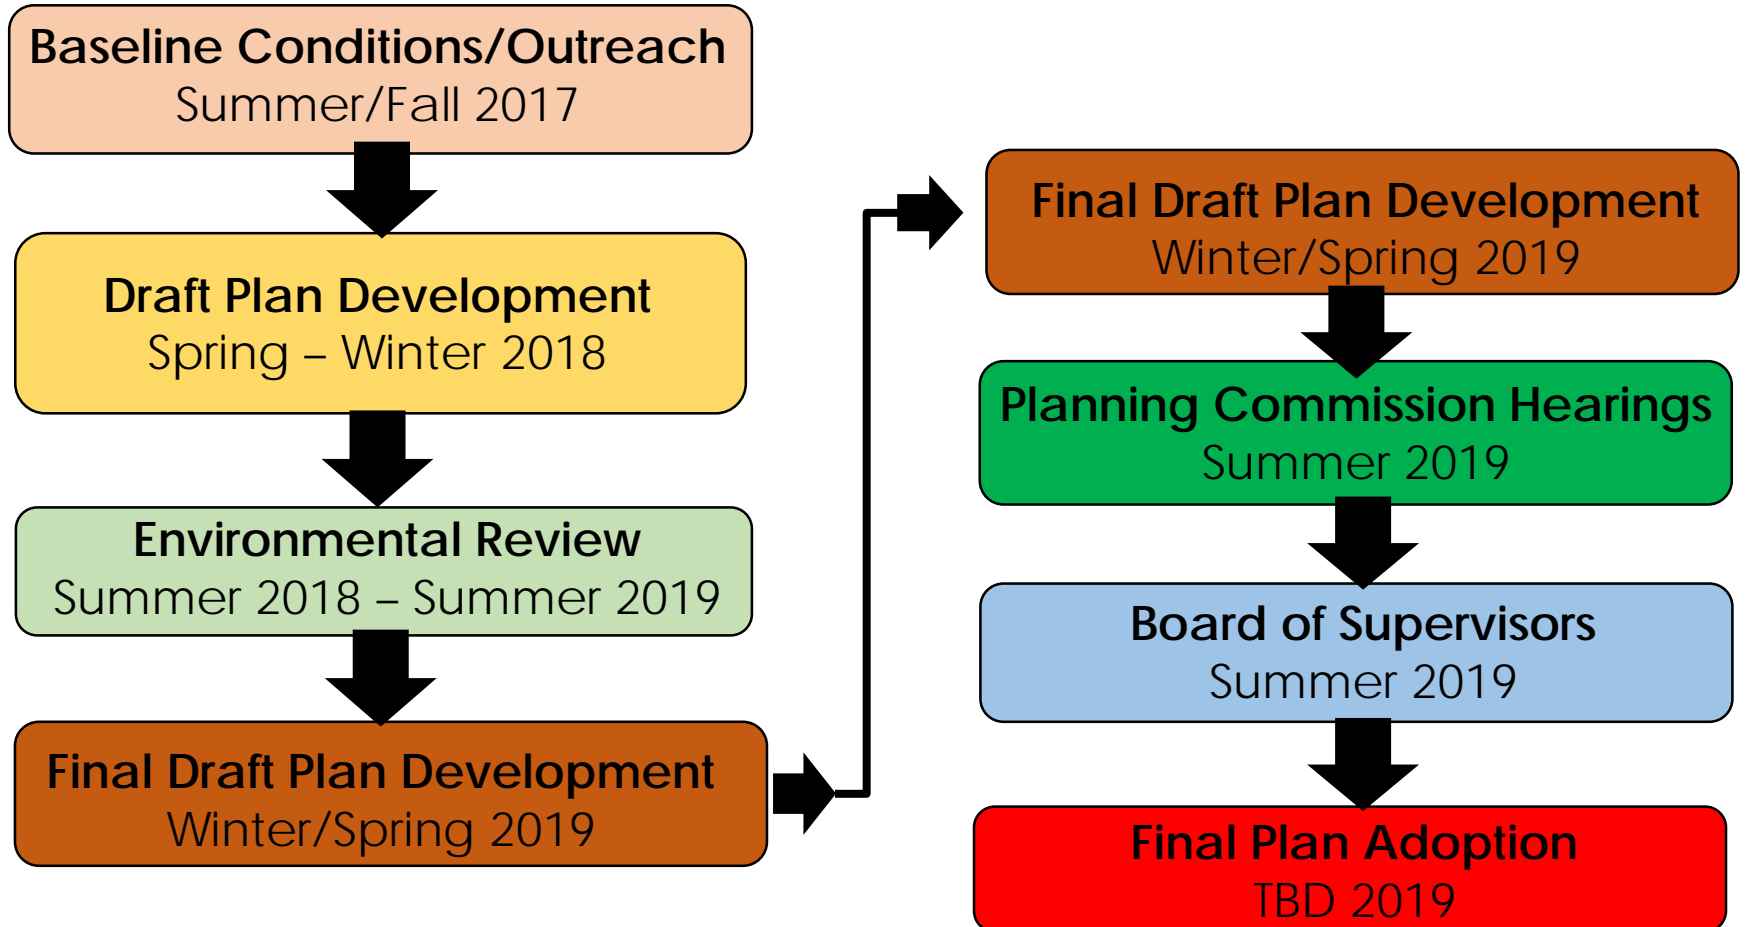 Baseline Conditions/Outreach
Summer/Fall 2017
Draft Plan Development
Spring – Winter 2018
Environmental Review
Summer 2018 – Summer 2019
Final Draft Plan Development
Winter/Spring 2019
Final Draft Plan Development
Winter/Spring 2019
Planning Commission Hearings
Summer 2019
Board of Supervisors
Summer 2019
Final Plan Adoption
TBD 2019